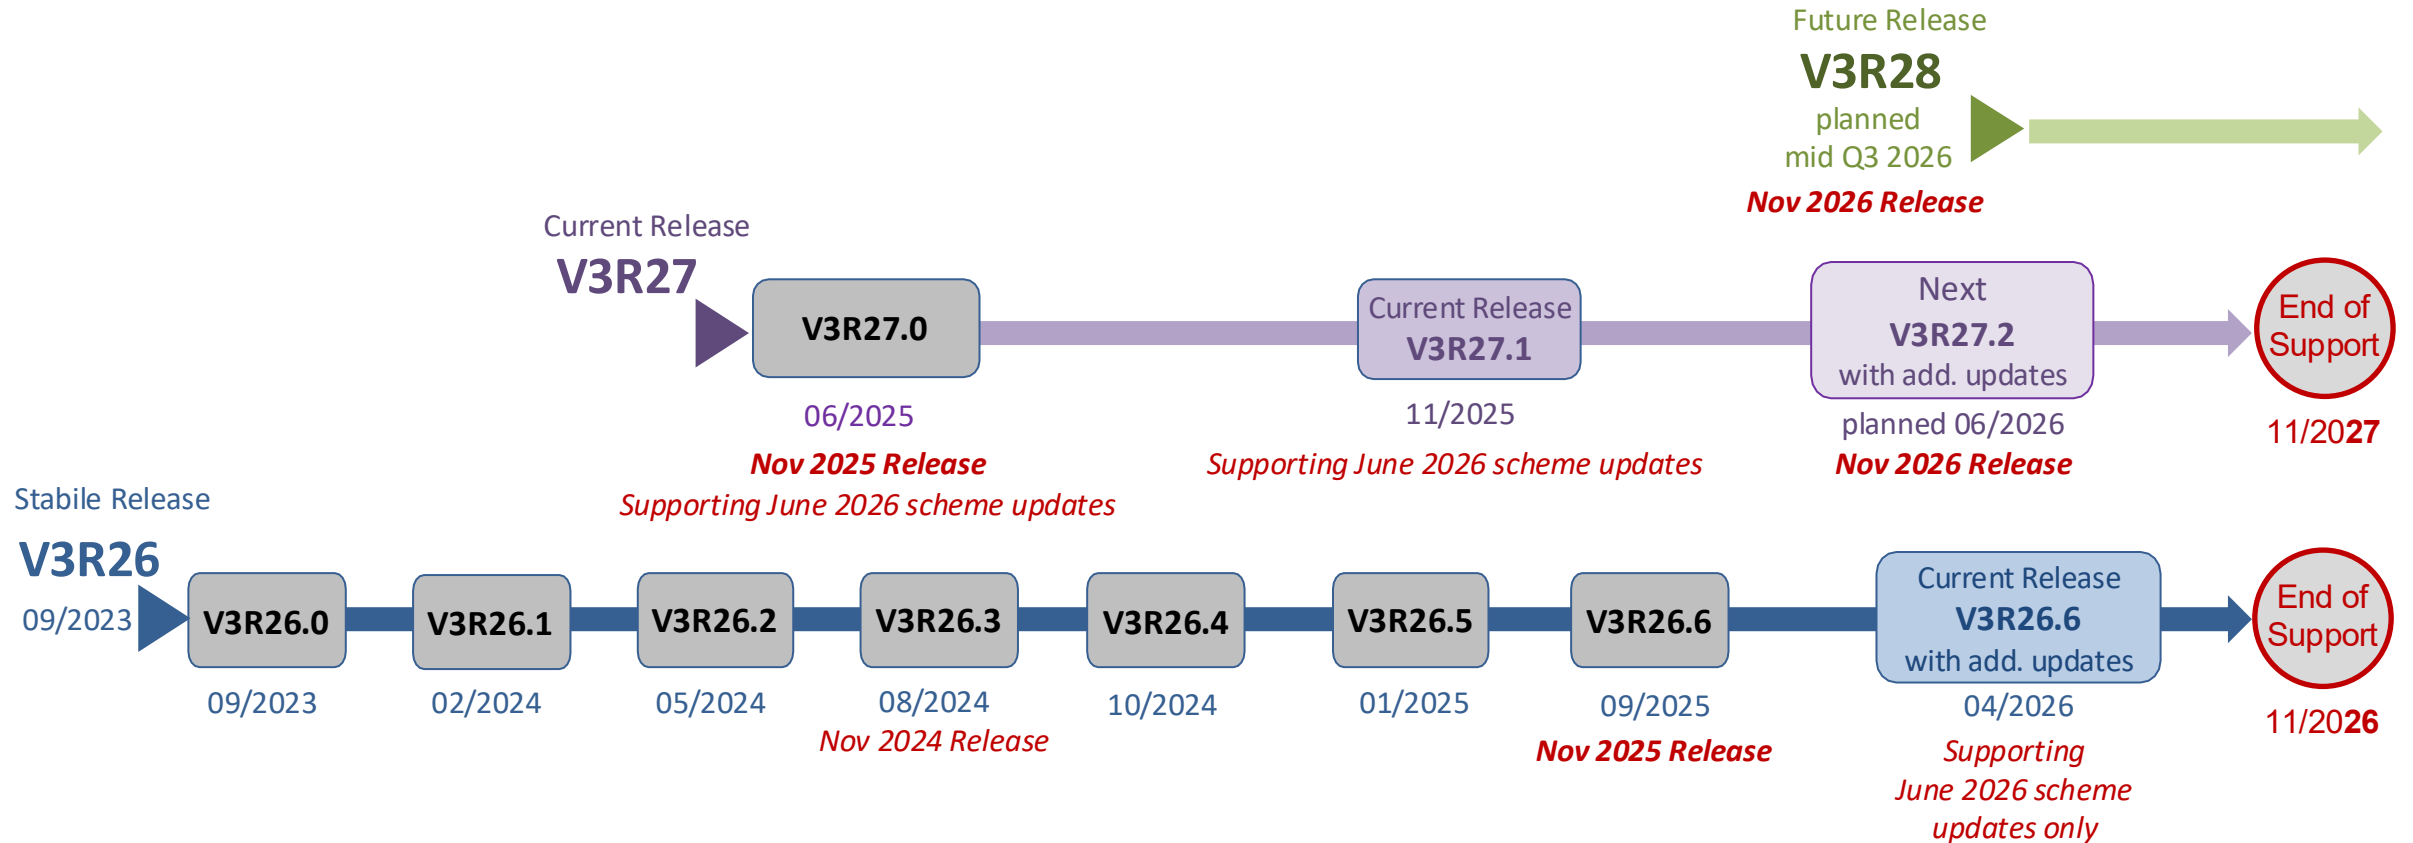 Future Release
V3R28
planned
mid Q3 2026
Nov 2026 Release
Current Release
V3R27
V3R27.0
06/2025
Nov 2025 Release
Supporting June 2026 scheme updates
Current Release
V3R27.1
11/2025
Supporting June 2026 scheme updates
Next
V3R27.2
with add. updates
planned 06/2026
Nov 2026 Release
End of
Support
11/2027
Stabile Release
V3R26
09/2023
V3R26.0
09/2023
V3R26.1
02/2024
V3R26.2
05/2024
V3R26.3
08/2024
Nov 2024 Release
V3R26.4
10/2024
V3R26.5
01/2025
V3R26.6
09/2025
Nov 2025 Release
Current Release
V3R26.6
with add. updates
04/2026
Supporting
June 2026 scheme
updates only
End of
Support
11/2026